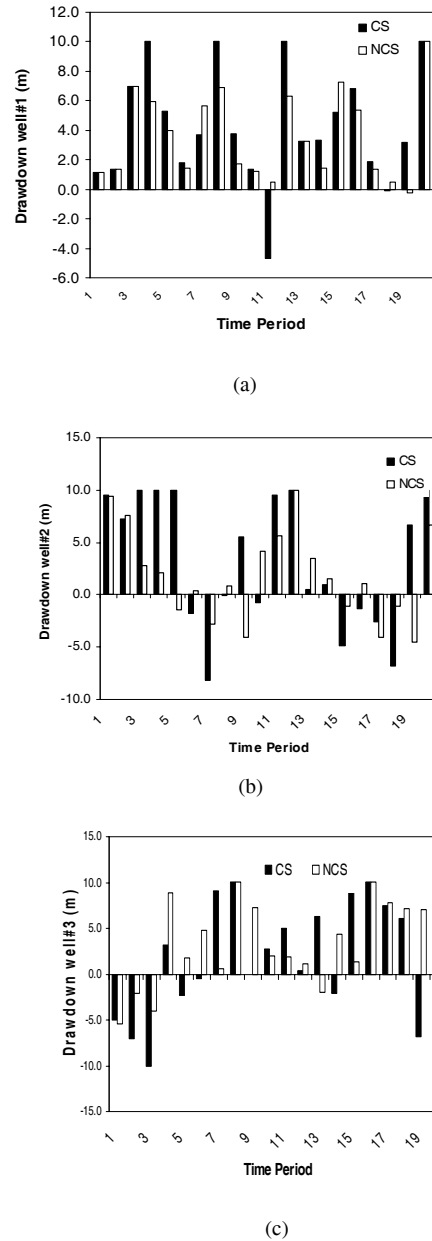 12.0
10.0
8.0
6.0
4.0
2.0
0.0
-2.0
-4.0
-6.0
Drawdown well#1 (m)
CS
NCS
1 3 5 7 9 11 13 15 17 19
Time Period
(a)
15.0
10.0
5.0
0.0
-5.0
-10.0
Drawdown well#2 (m)
CS
NCS
1 3 5 7 9 11 13 15 17 19
Time Period
(b)
15.0
10.0
5.0
0.0
-5.0
-10.0
-15.0
Drawdown well#3 (m)
CS NCS
1 3 5 7 9 11 13 15 17 19
Time Period
(c)